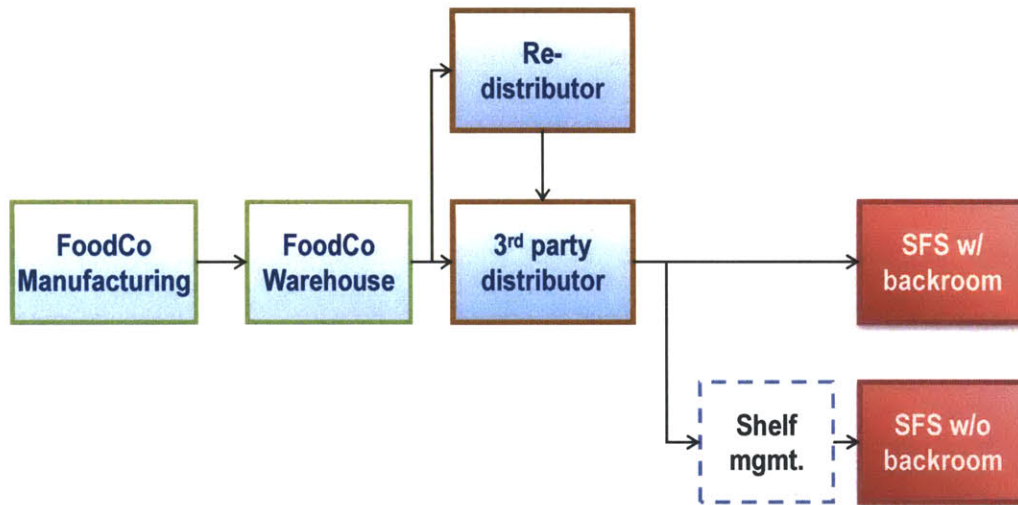 Re-
distributor
FoodCo
Manufacturing
FoodCo
Warehouse
3rd party
distributor
SFS w/
backroom
Shelf
mgmt.
SFS w/o
backroom